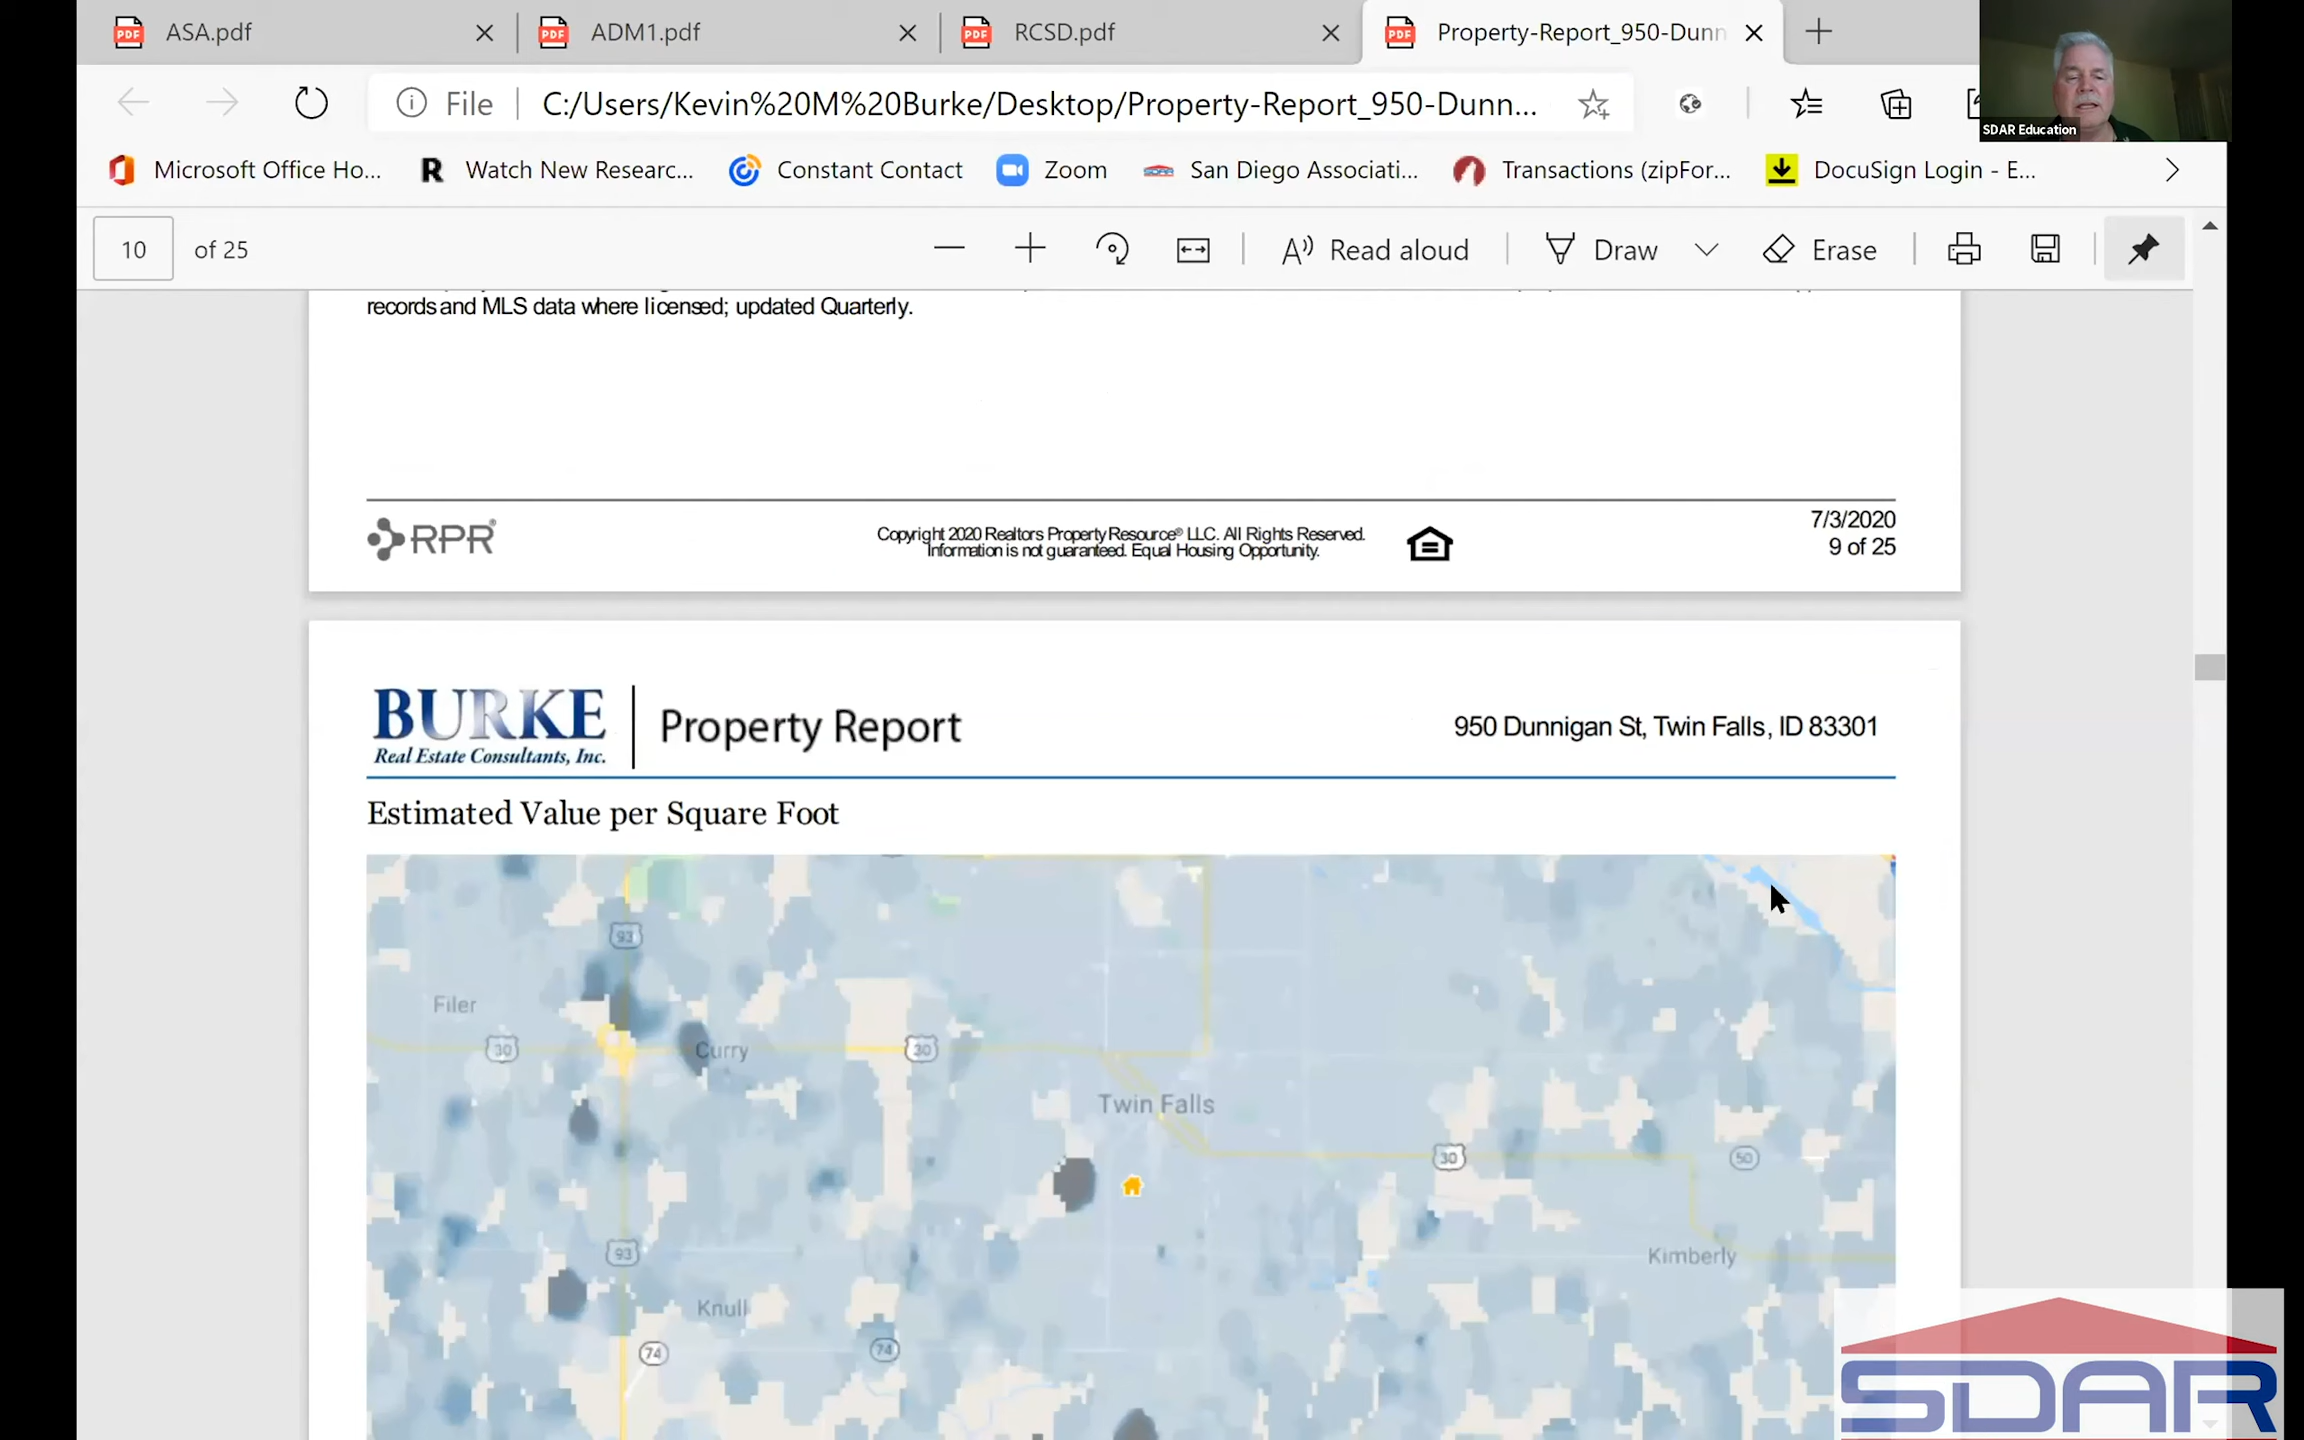 ASA.pdf
ADM1.pdf
RCSD.pdf
Property-Report_950-Dunn
File
C:/Users/Kevin%20M%20Burke/Desktop/Property-Report_950-Dunn...
SDAR Education
Microsoft Office Ho...
Watch New Researc...
Constant Contact
Zoom
San Diego Associati...
Transactions (zipFor...
DocuSign Login - E...
10 of 25
Read aloud
Draw
Erase
records and MLS data where licensed; updated Quarterly.
RPR®
Copyright 2020 Realtors Property Resource® LLC. All Rights Reserved.
Information is not guaranteed. Equal Housing Opportunity.
7/3/2020
9 of 25
BURKE
Real Estate Consultants, Inc.
Property Report
950 Dunnigan St, Twin Falls, ID 83301
Estimated Value per Square Foot
93
Filer
30
Curry
30
Twin Falls
30
50
93
Kimberly
Knull
74
74
SDAR